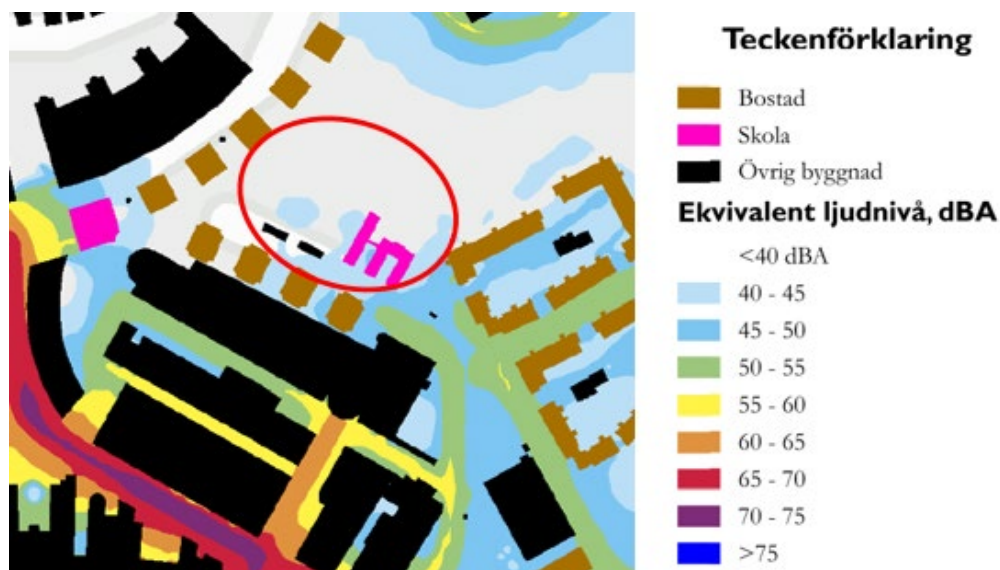 Teckenförklaring
Bostad
Skola
Övrig byggnad
Ekvivalent ljudnivå, dBA
<40 dBA
40 - 45
45 - 50
50 - 55
55 - 60
60 - 65
65 - 70
70 - 75
>75